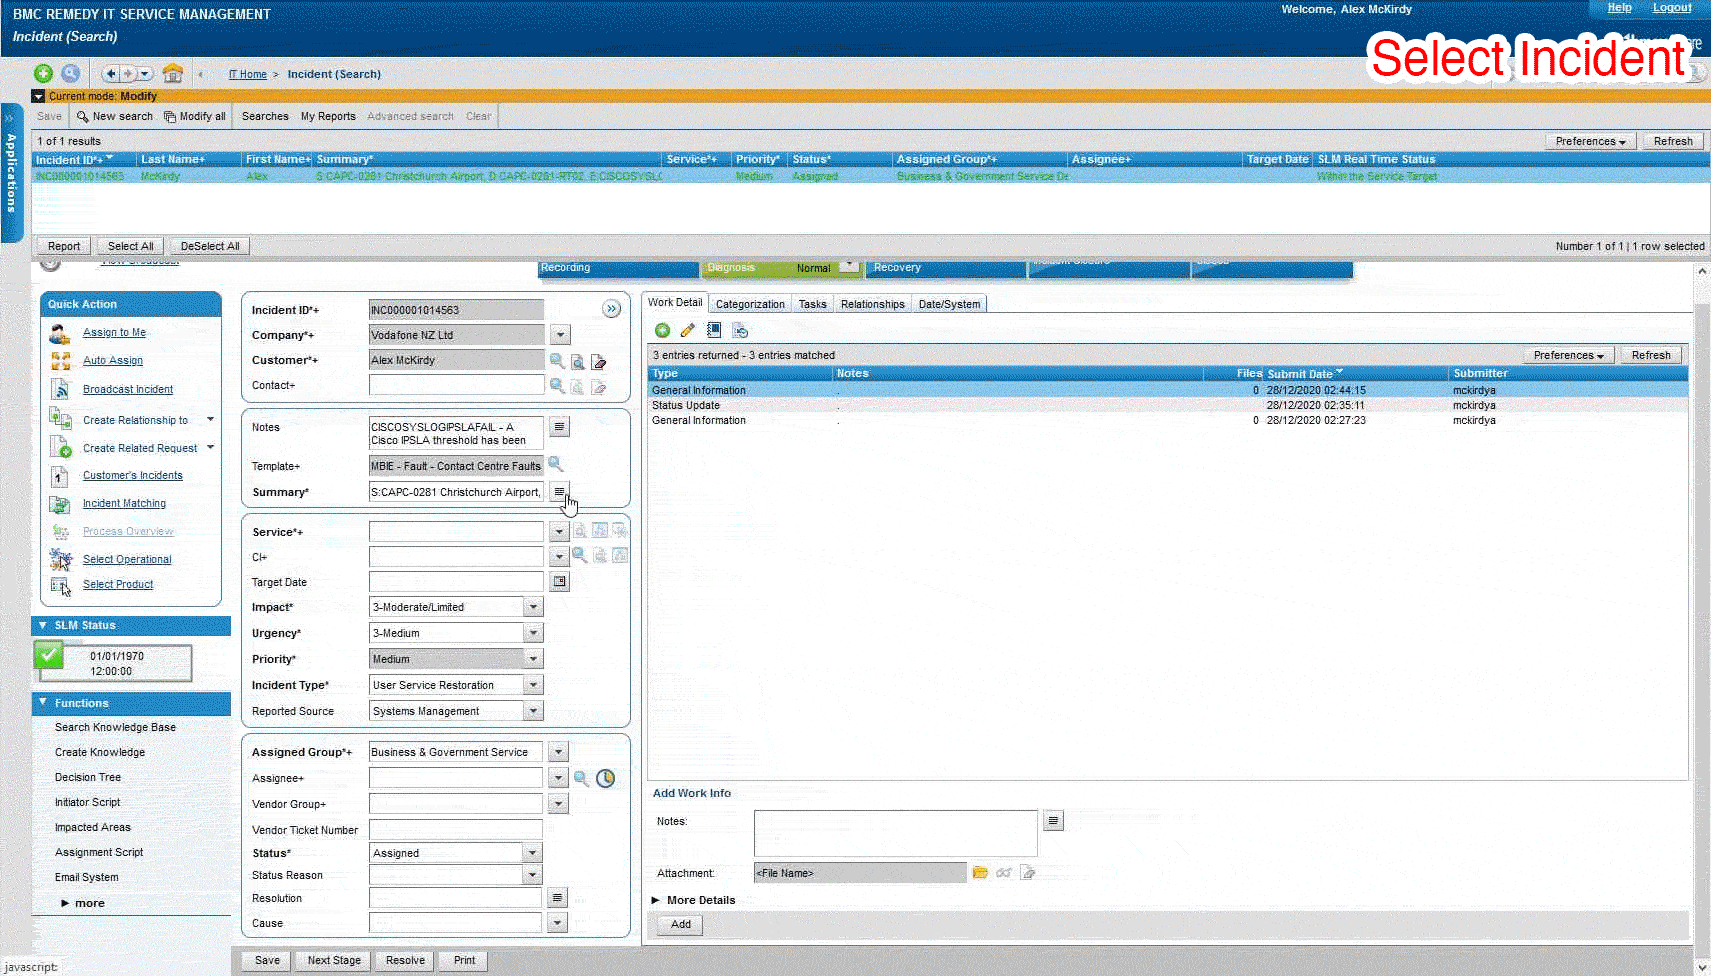 BMC REMEDY IT SERVICE MANAGEMENT
Welcome, Alex McKirdy
Help
Logout
Incident (Search)
Select Incident
IT Home > Incident (Search)
Current mode: Modify
Save
New search
Modify all
Searches
My Reports
Advanced search
Clear
Applications
1 of 1 results
Preferences
Refresh
Incident ID*+
Last Name+
First Name+
Summary*
Service*+
Priority*
Status*
Assigned Group*+
Assignee+
Target Date
SLM Real Time Status
INC000001014563
McKirdy
Alex
S:CAPC-0281 Christchurch Airport, D:CAPC-0281-RT02, E:CISCOSYSLO
Medium
Assigned
Business & Government Service De
Within the Service Target
Report
Select All
DeSelect All
Number 1 of 1 | 1 row selected
View Broadcast
Recording
Diagnosis
Normal
Recovery
Incident Closure
Closed
Quick Action
Assign to Me
Auto Assign
Broadcast Incident
Create Relationship to
Create Related Request
Customer's Incidents
Incident Matching
Process Overview
Select Operational
Select Product
SLM Status
01/01/1970
12:00:00
Functions
Search Knowledge Base
Create Knowledge
Decision Tree
Initiator Script
Impacted Areas
Assignment Script
Email System
more
Incident ID*+
INC000001014563
Company*+
Vodafone NZ Ltd
Customer*+
Alex McKirdy
Contact+
Notes
CISCOSYSLOGIPSLAFAIL - A
Cisco IPSLA threshold has been
Template+
MBIE - Fault - Contact Centre Faults
Summary*
S:CAPC-0281 Christchurch Airport,
Service*+
CI+
Target Date
Impact*
3-Moderate/Limited
Urgency*
3-Medium
Priority*
Medium
Incident Type*
User Service Restoration
Reported Source
Systems Management
Assigned Group*+
Business & Government Service
Assignee+
Vendor Group+
Vendor Ticket Number
Status*
Assigned
Status Reason
Resolution
Cause
Work Detail
Categorization
Tasks
Relationships
Date/System
3 entries returned - 3 entries matched
Preferences
Refresh
Type
Notes
Files
Submit Date
Submitter
General Information . 0 28/12/2020 02:44:15 mckirdya
Status Update . 28/12/2020 02:35:11 mckirdya
General Information . 0 28/12/2020 02:27:23 mckirdya
Add Work Info
Notes:
Attachment:
<File Name>
More Details
Add
Save
Next Stage
Resolve
Print
javascript: